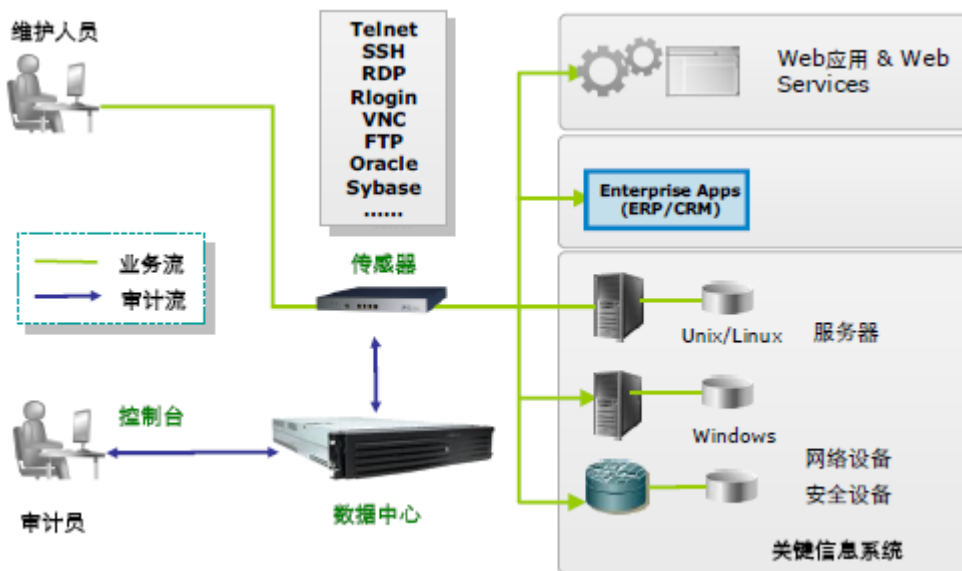 维护人员
Telnet
SSH
RDP
Rlogin
VNC
FTP
Oracle
Sybase
......
Web应用 & Web
Services
Enterprise Apps
(ERP/CRM)
业务流
审计流
传感器
Unix/Linux
服务器
控制台
Windows
网络设备
安全设备
审计员
数据中心
关键信息系统